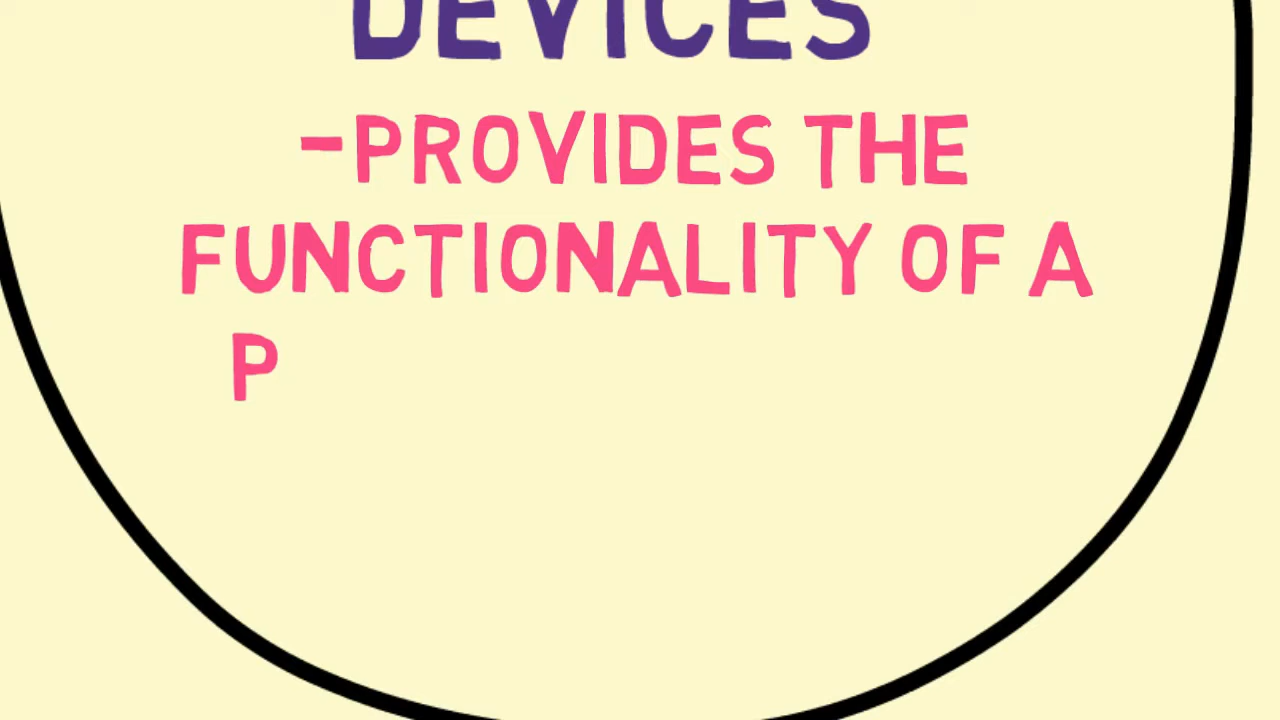 DEVICES
-PROVIDES THE
FUNCTIONALITY OF A
P